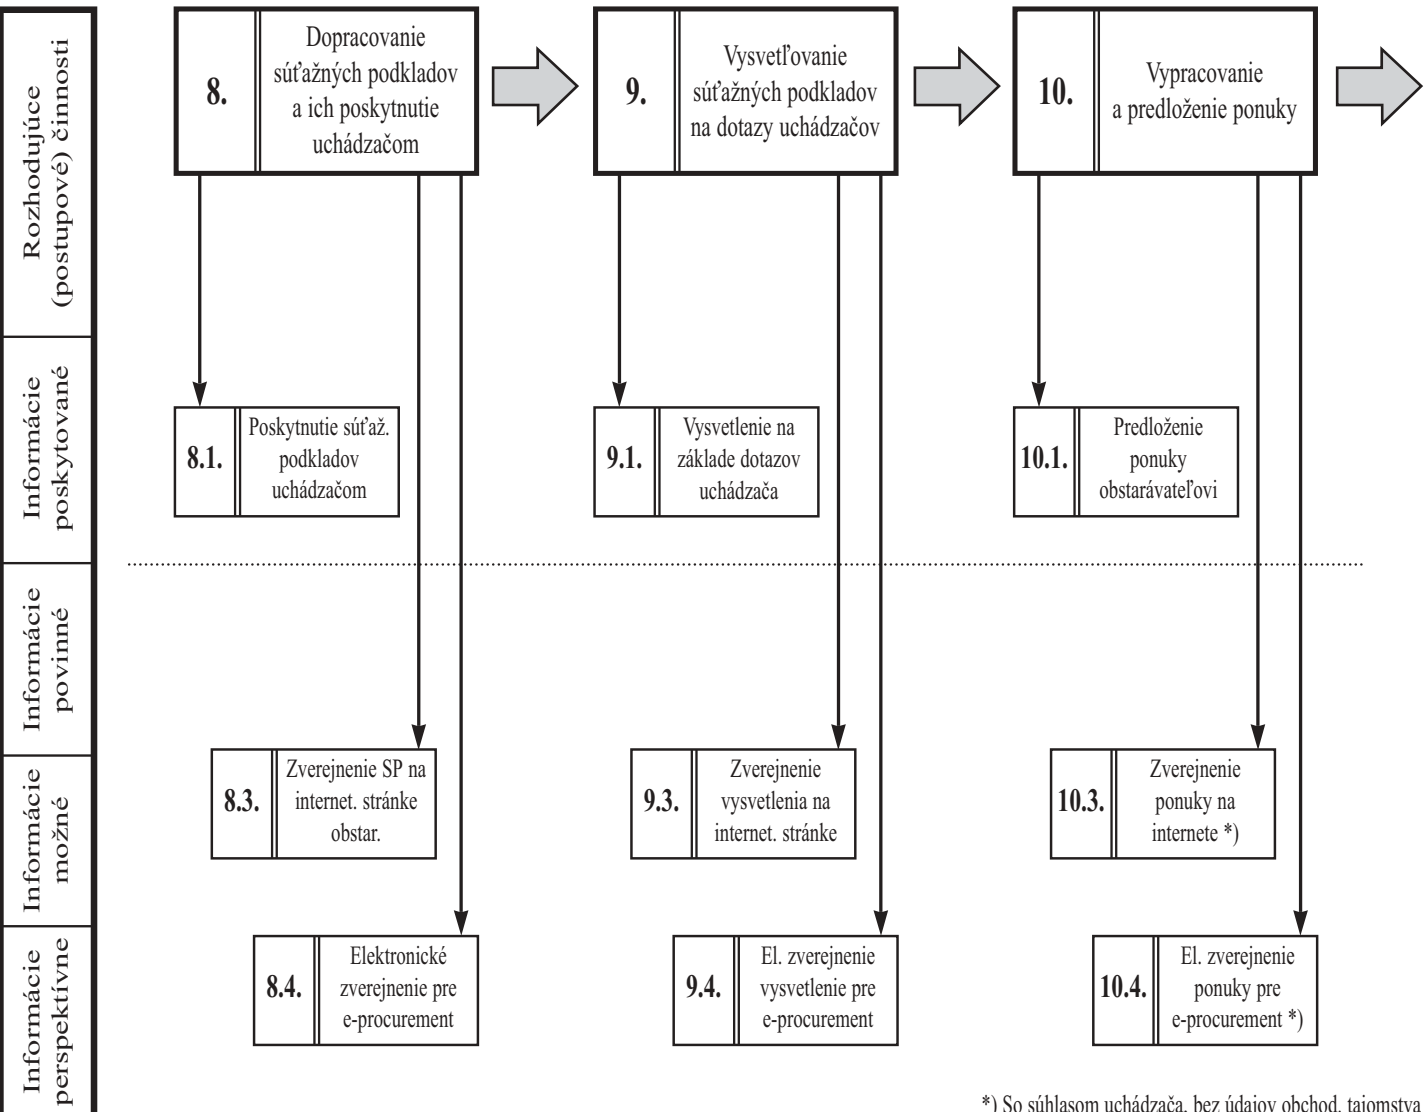 Rozhodujúce
(postupové) činnosti
8.
Dopracovanie
súťažných podkladov
a ich poskytnutie
uchádzačom
9.
Vysvetľovanie
súťažných podkladov
na dotazy uchádzačov
10.
Vypracovanie
a predloženie ponuky
Informácie
poskytované
8.1.
Poskytnutie súťaž.
podkladov
uchádzačom
9.1.
Vysvetlenie na
základe dotazov
uchádzača
10.1.
Predloženie
ponuky
obstarávateľovi
Informácie
povinné
Informácie
možné
8.3.
Zverejnenie SP na
internet. stránke
obstar.
9.3.
Zverejnenie
vysvetlenia na
internet. stránke
10.3.
Zverejnenie
ponuky na
internete *)
Informácie
perspektívne
8.4.
Elektronické
zverejnenie pre
e-procurement
9.4.
El. zverejnenie
vysvetlenie pre
e-procurement
10.4.
El. zverejnenie
ponuky pre
e-procurement *)
*) So súhlasom uchádzača, bez údajov obchod. tajomstva